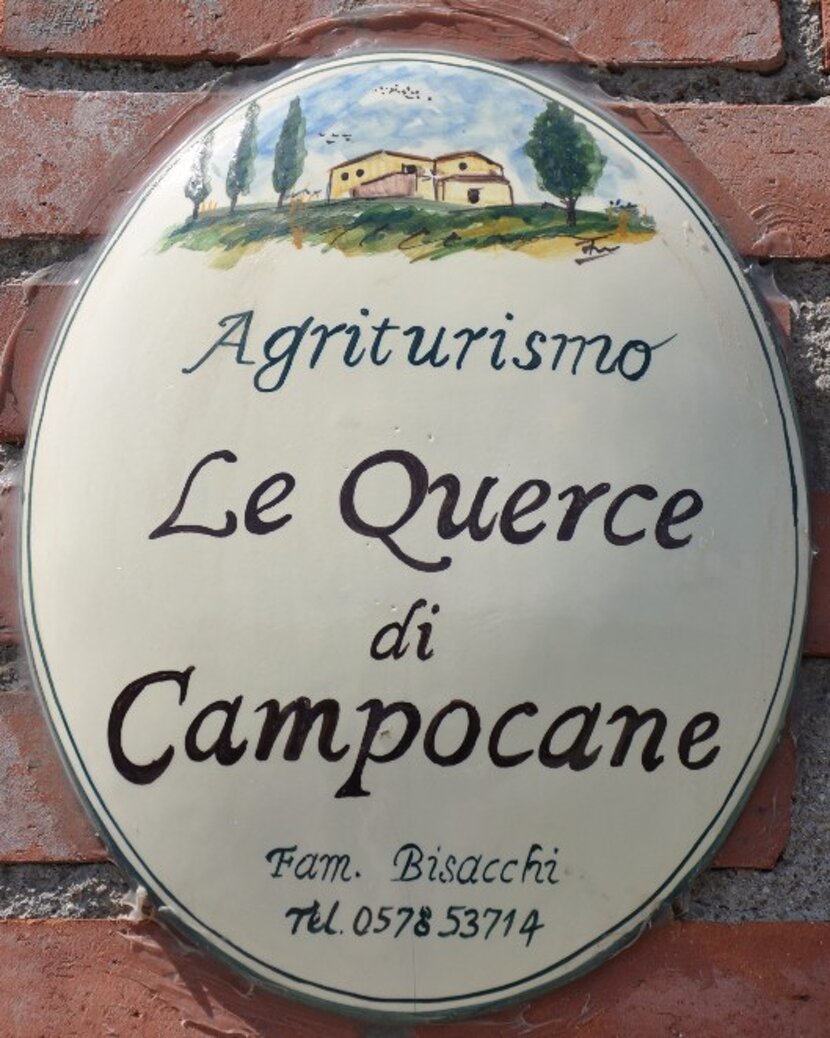 Agriturismo
Le Querce
di
Campocane
Fam. Bisacchi
Tel. 0578 53714